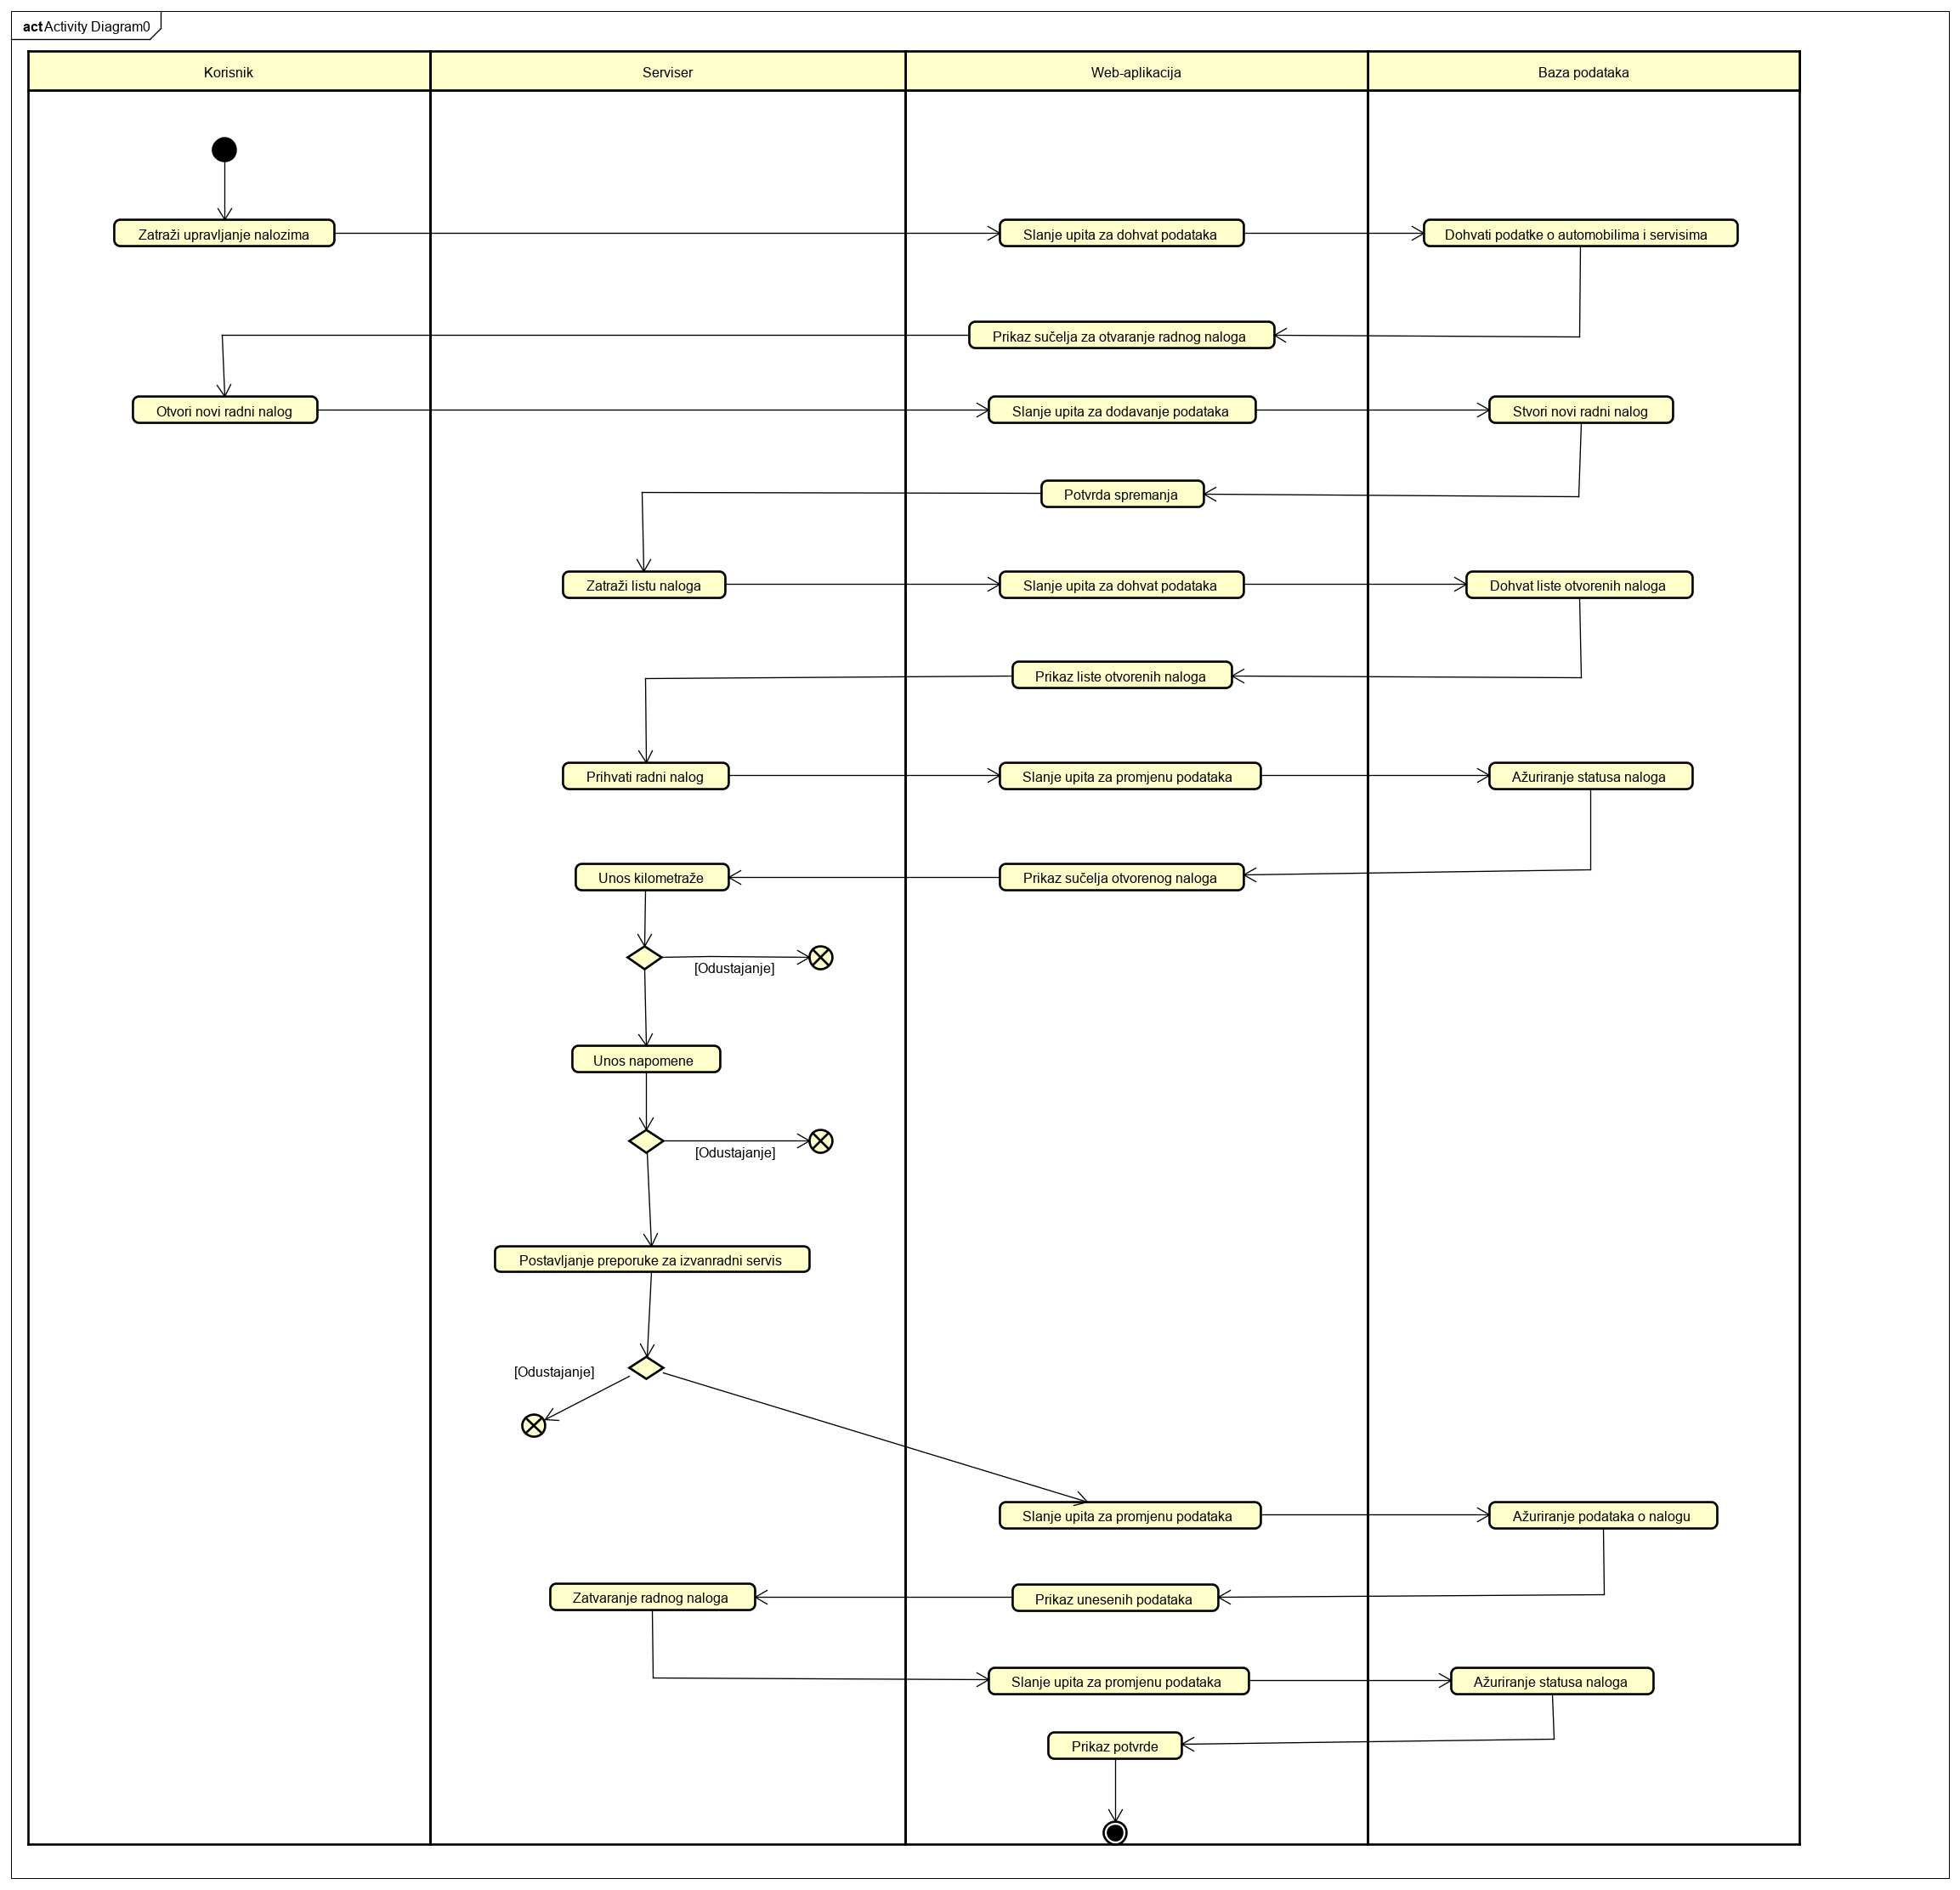 act Activity Diagram0
Korisnik
Serviser
Web-aplikacija
Baza podataka
Zatraži upravljanje nalozima
Slanje upita za dohvat podataka
Dohvati podatke o automobilima i servisima
Prikaz sučelja za otvaranje radnog naloga
Otvori novi radni nalog
Slanje upita za dodavanje podataka
Stvori novi radni nalog
Potvrda spremanja
Zatraži listu naloga
Slanje upita za dohvat podataka
Dohvat liste otvorenih naloga
Prikaz liste otvorenih naloga
Prihvati radni nalog
Slanje upita za promjenu podataka
Ažuriranje statusa naloga
Unos kilometraže
Prikaz sučelja otvorenog naloga
[Odustajanje]
Unos napomene
[Odustajanje]
Postavljanje preporuke za izvanradni servis
[Odustajanje]
Slanje upita za promjenu podataka
Ažuriranje podataka o nalogu
Zatvaranje radnog naloga
Prikaz unesenih podataka
Slanje upita za promjenu podataka
Ažuriranje statusa naloga
Prikaz potvrde